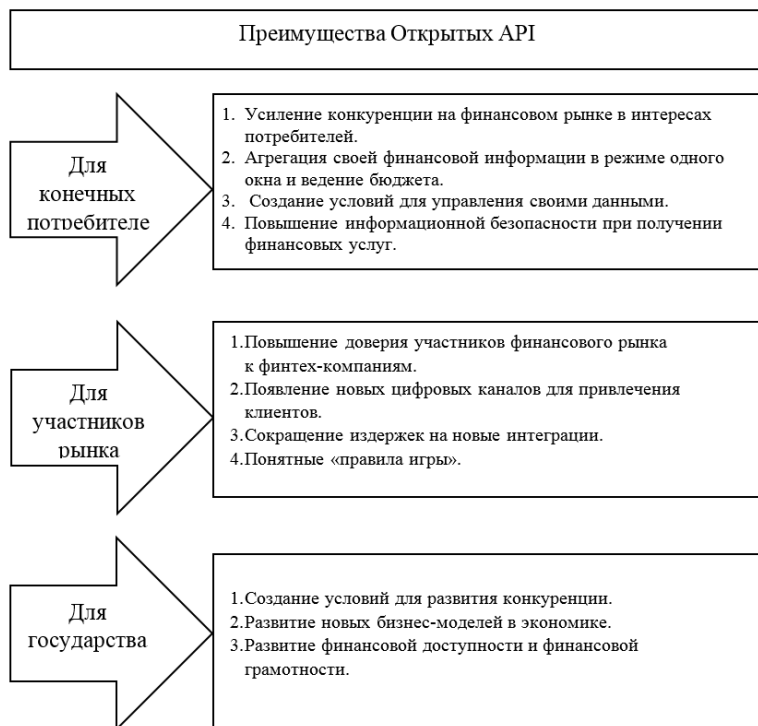 Преимущества Открытых API
Для
конечных
потребителе
1. Усиление конкуренции на финансовом рынке в интересах
потребителей.
2. Агрегация своей финансовой информации в режиме одного
окна и ведение бюджета.
3. Создание условий для управления своими данными.
4. Повышение информационной безопасности при получении
финансовых услуг.
Для
участников
рынка
1.Повышение доверия участников финансового рынка
к финтех-компаниям.
2.Появление новых цифровых каналов для привлечения
клиентов.
3.Сокращение издержек на новые интеграции.
4.Понятные «правила игры».
Для
государства
1.Создание условий для развития конкуренции.
2.Развитие новых бизнес-моделей в экономике.
3.Развитие финансовой доступности и финансовой
грамотности.